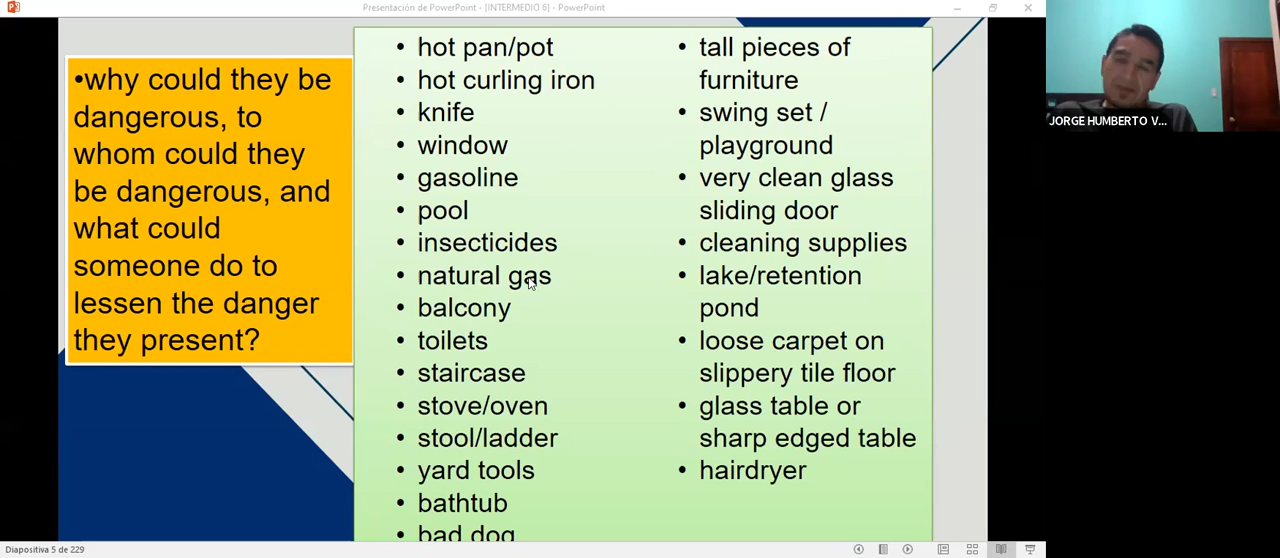 Presentación de PowerPoint - [INTERMEDIO 6] - PowerPoint
•why could they be
dangerous, to
whom could they
be dangerous, and
what could
someone do to
lessen the danger
they present?
• hot pan/pot
• hot curling iron
• knife
• window
• gasoline
• pool
• insecticides
• natural gas
• balcony
• toilets
• staircase
• stove/oven
• stool/ladder
• yard tools
• bathtub
• bad dog
• tall pieces of
furniture
• swing set /
playground
• very clean glass
sliding door
• cleaning supplies
• lake/retention
pond
• loose carpet on
slippery tile floor
• glass table or
sharp edged table
• hairdryer
JORGE HUMBERTO V...
Diapositiva 5 de 229